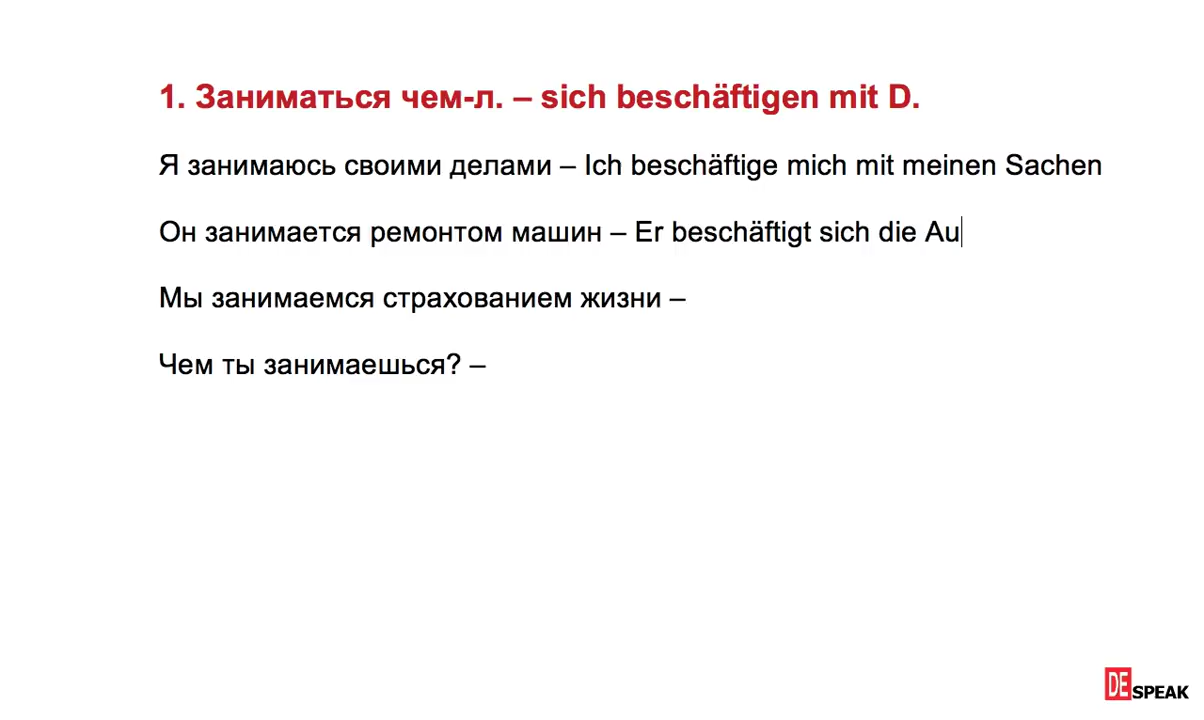 1. Заниматься чем-л. – sich beschäftigen mit D.
Я занимаюсь своими делами – Ich beschäftige mich mit meinen Sachen
Он занимается ремонтом машин – Er beschäftigt sich die Au
Мы занимаемся страхованием жизни –
Чем ты занимаешься? –
DE SPEAK